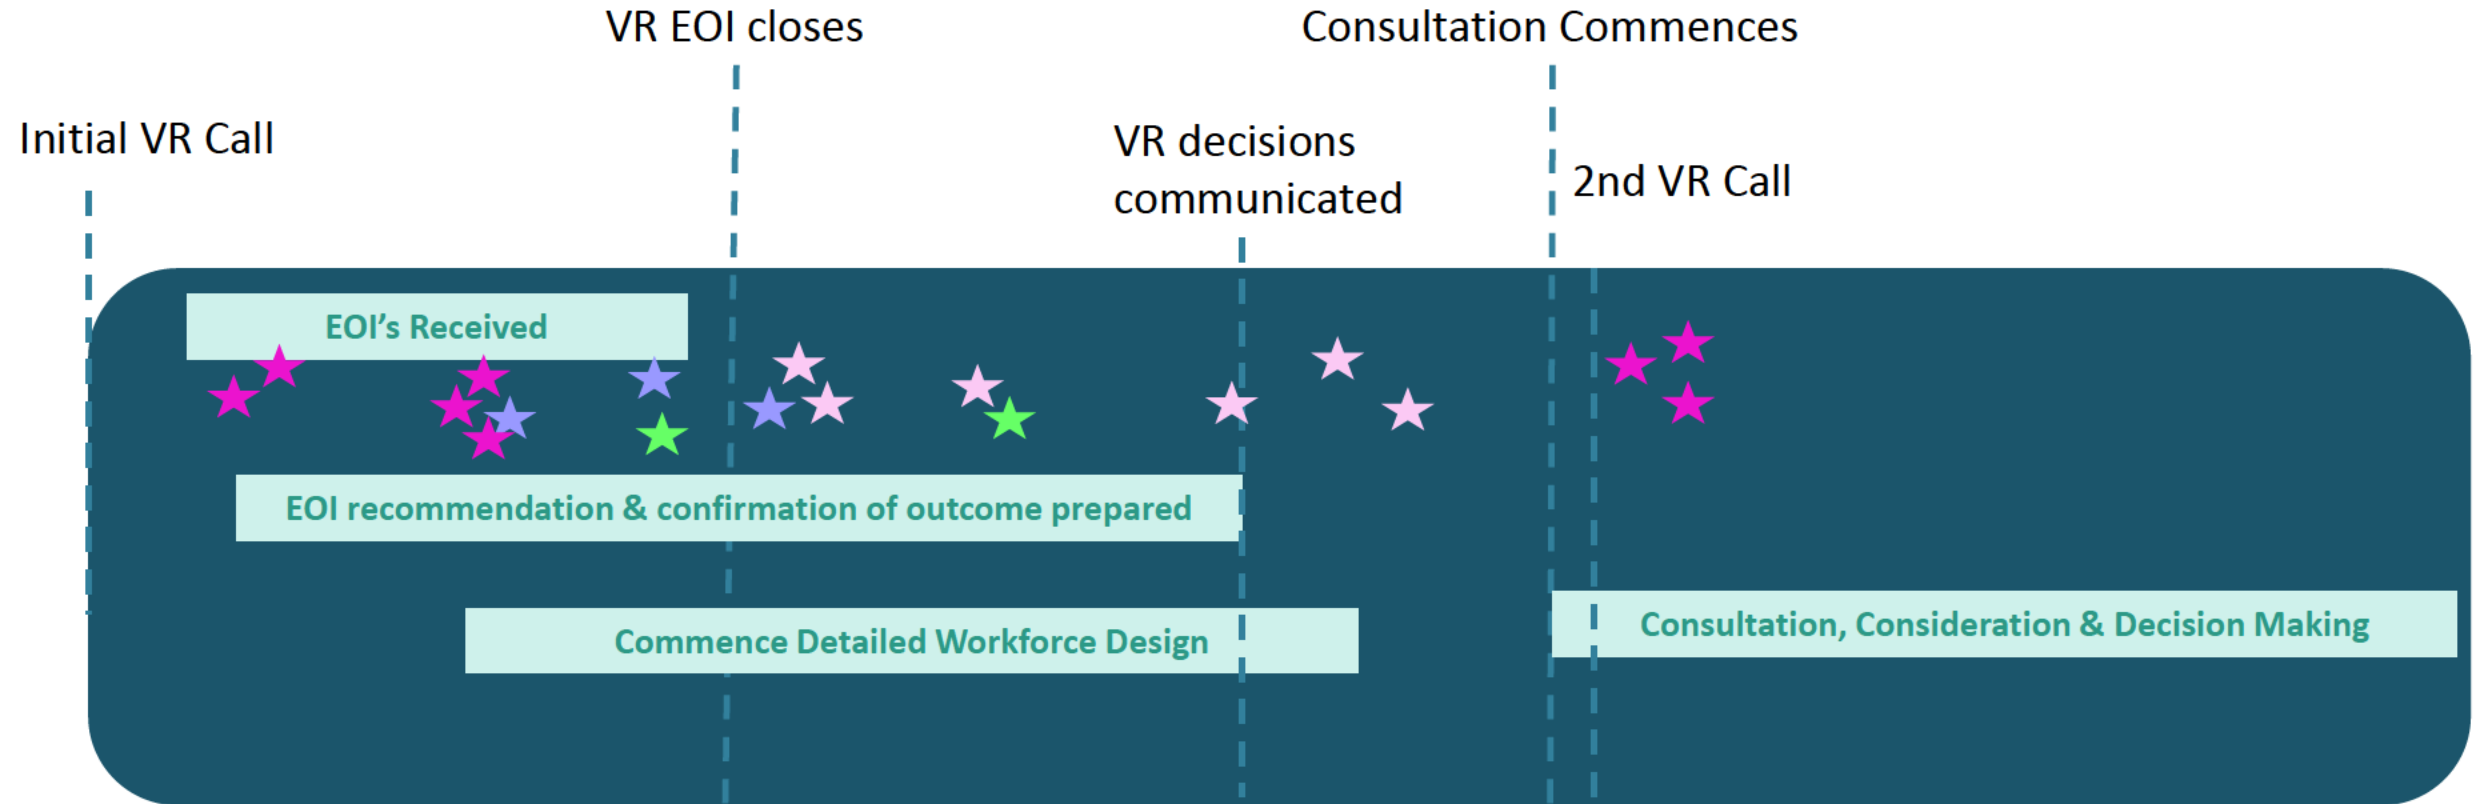 VR EOI closes
Consultation Commences
Initial VR Call
VR decisions
communicated
2nd VR Call
EOI’s Received
EOI recommendation & confirmation of outcome prepared
Commence Detailed Workforce Design
Consultation, Consideration & Decision Making